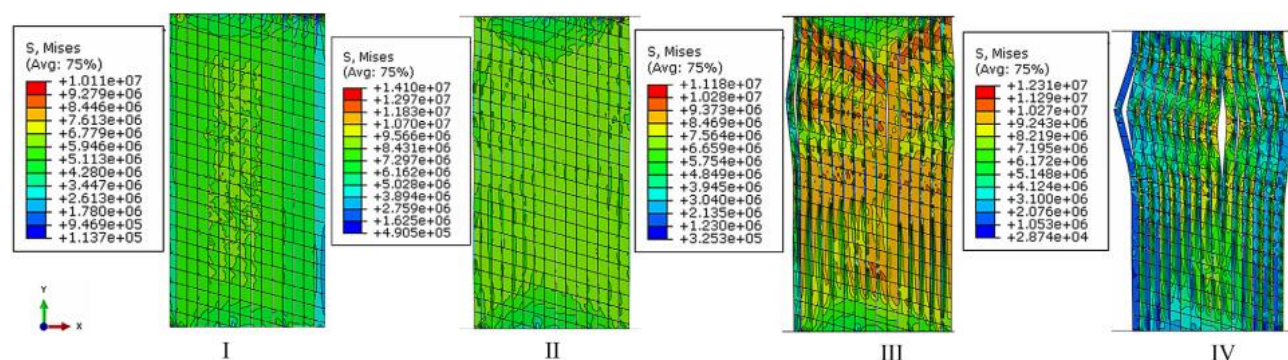 S, Mises
(Avg: 75%)
+1.011e+07
+9.279e+06
+8.446e+06
+7.613e+06
+6.779e+06
+5.946e+06
+5.113e+06
+4.280e+06
+3.447e+06
+2.613e+06
+1.780e+06
+9.469e+05
+1.137e+05
Y
X
I
S, Mises
(Avg: 75%)
+1.410e+07
+1.297e+07
+1.183e+07
+1.070e+07
+9.566e+06
+8.431e+06
+7.297e+06
+6.162e+06
+5.028e+06
+3.894e+06
+2.759e+06
+1.625e+06
+4.905e+05
II
S, Mises
(Avg: 75%)
+1.118e+07
+1.028e+07
+9.373e+06
+8.469e+06
+7.564e+06
+6.659e+06
+5.754e+06
+4.849e+06
+3.945e+06
+3.040e+06
+2.135e+06
+1.230e+06
+3.253e+05
III
S, Mises
(Avg: 75%)
+1.231e+07
+1.129e+07
+1.027e+07
+9.243e+06
+8.219e+06
+7.195e+06
+6.172e+06
+5.148e+06
+4.124e+06
+3.100e+06
+2.076e+06
+1.053e+06
+2.874e+04
IV